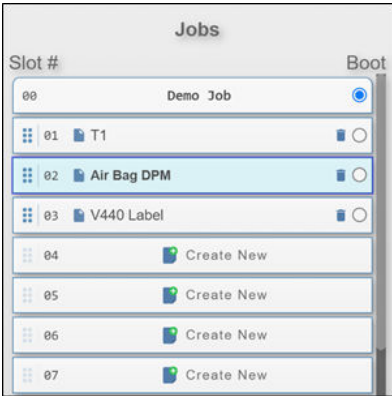 Jobs
Slot # Boot
00 Demo Job
01 T1
02 Air Bag DPM
03 V440 Label
04 Create New
05 Create New
06 Create New
07 Create New